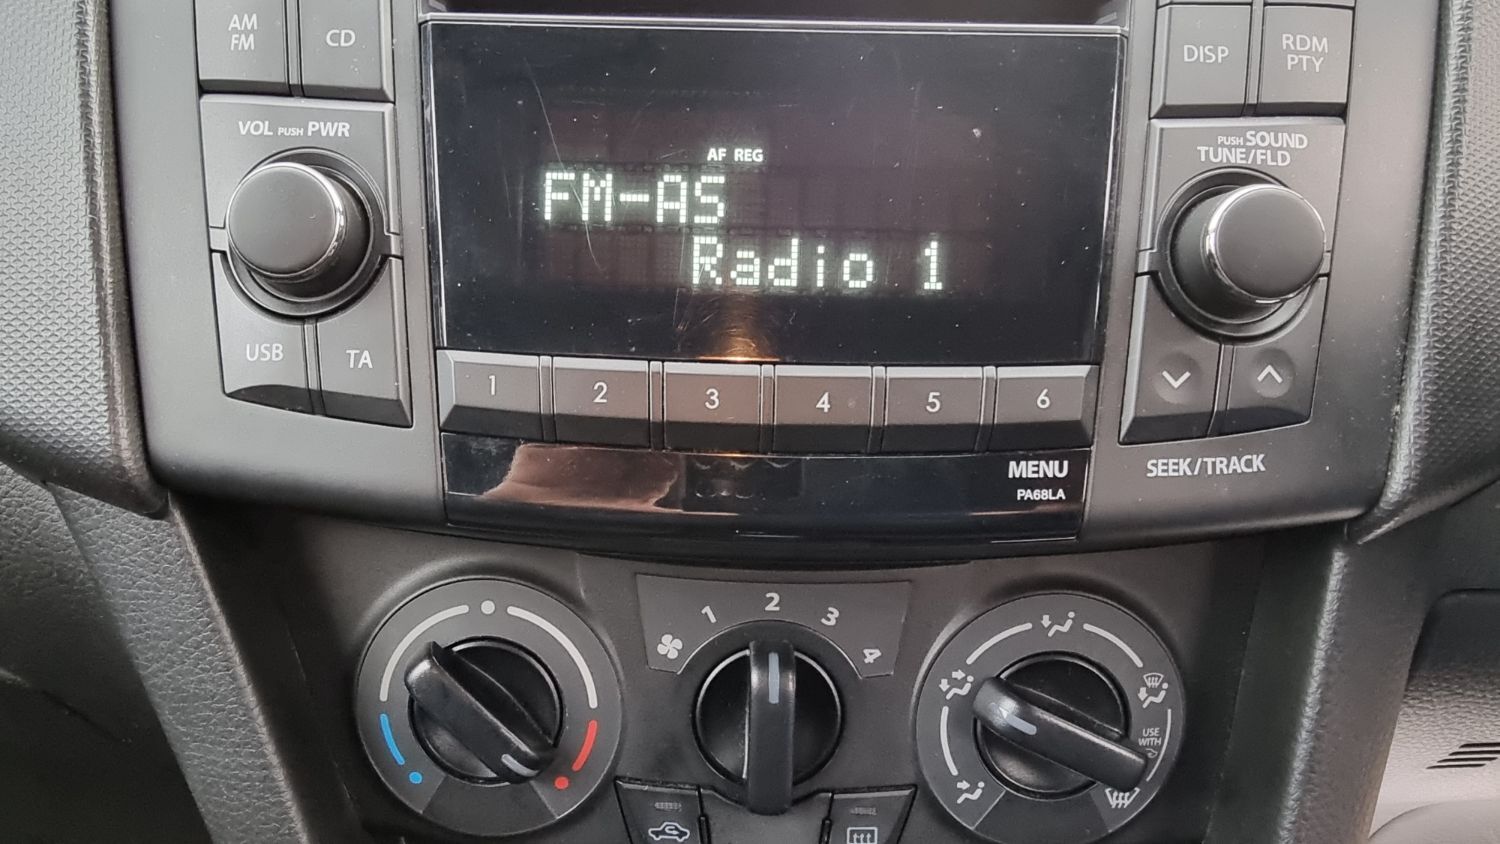 AM
FM
CD
DISP
RDM
PTY
VOL PUSH PWR
PUSH SOUND
TUNE/FLD
AF REG
FM-AS
Radio 1
USB
TA
1 2 3 4 5 6
MENU
PA68LA
SEEK/TRACK
1 2 3 4
USE
WITH